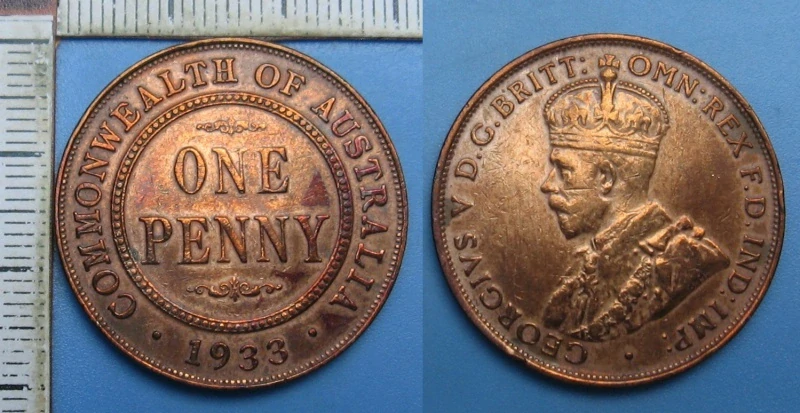 COMMONWEALTH OF AUSTRALIA
ONE
PENNY
· 1933 ·
GEORGIVS V D.G.BRITT: OMN:REX F.D.IND:IMP: